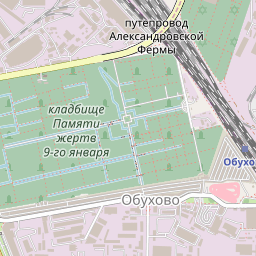 путепровод
Александровской
Фермы
кладбище
Памяти
жертв
9-го января
Обухо
Обухово